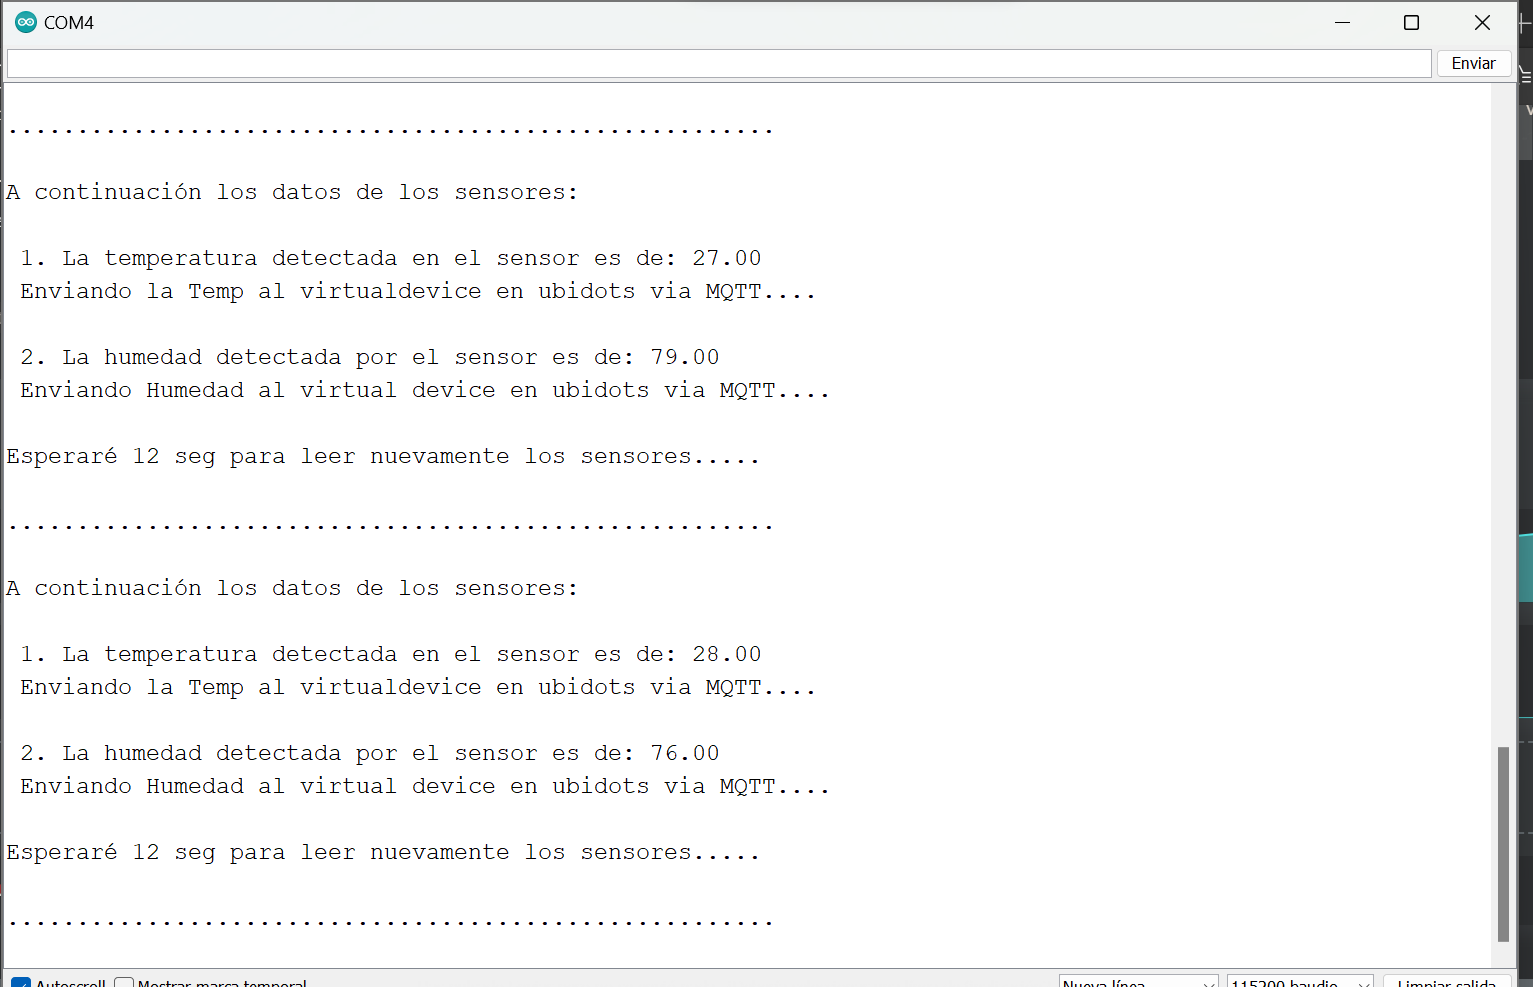 COM4
Enviar
.......................................................
A continuación los datos de los sensores:
1. La temperatura detectada en el sensor es de: 27.00
Enviando la Temp al virtualdevice en ubidots via MQTT....
2. La humedad detectada por el sensor es de: 79.00
Enviando Humedad al virtual device en ubidots via MQTT....
Esperaré 12 seg para leer nuevamente los sensores.....
.......................................................
A continuación los datos de los sensores:
1. La temperatura detectada en el sensor es de: 28.00
Enviando la Temp al virtualdevice en ubidots via MQTT....
2. La humedad detectada por el sensor es de: 76.00
Enviando Humedad al virtual device en ubidots via MQTT....
Esperaré 12 seg para leer nuevamente los sensores.....
.......................................................
Autoscroll Mostrar marca temporal Nueva línea 115200 baudio Limpiar salida